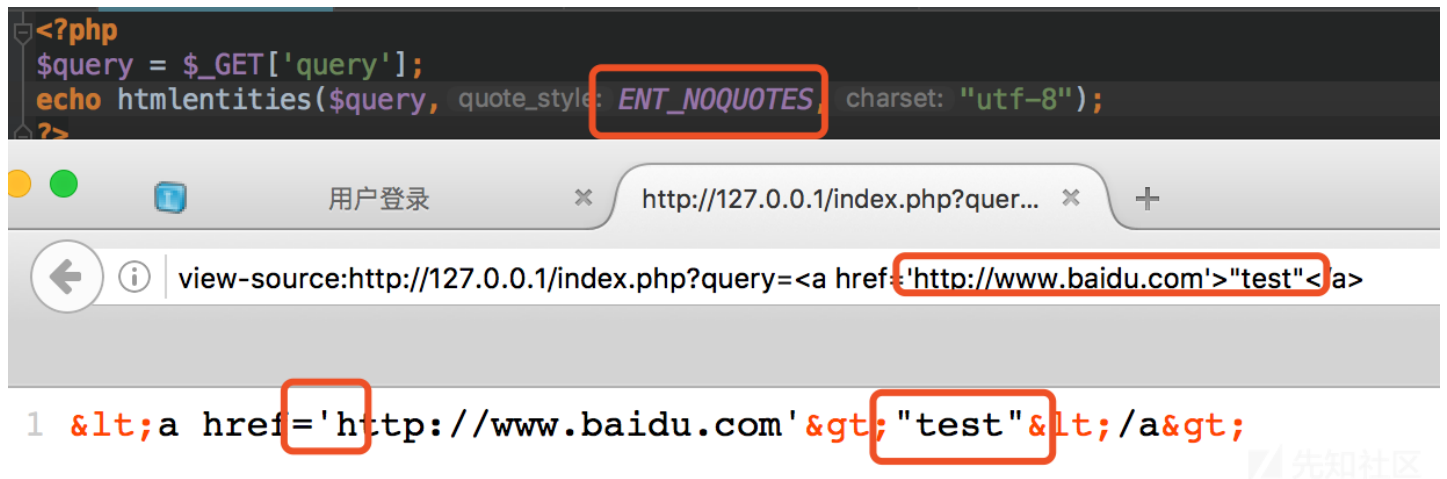 <?php
$query = $_GET['query'];
echo htmlentities($query, quote_style: ENT_NOQUOTES, charset: "utf-8");
?>
用户登录 × http://127.0.0.1/index.php?quer... × +
view-source:http://127.0.0.1/index.php?query=<a href='http://www.baidu.com'>"test"</a>
1 &lt;a href='http://www.baidu.com'&gt;"test"&lt;/a&gt;
先知社区